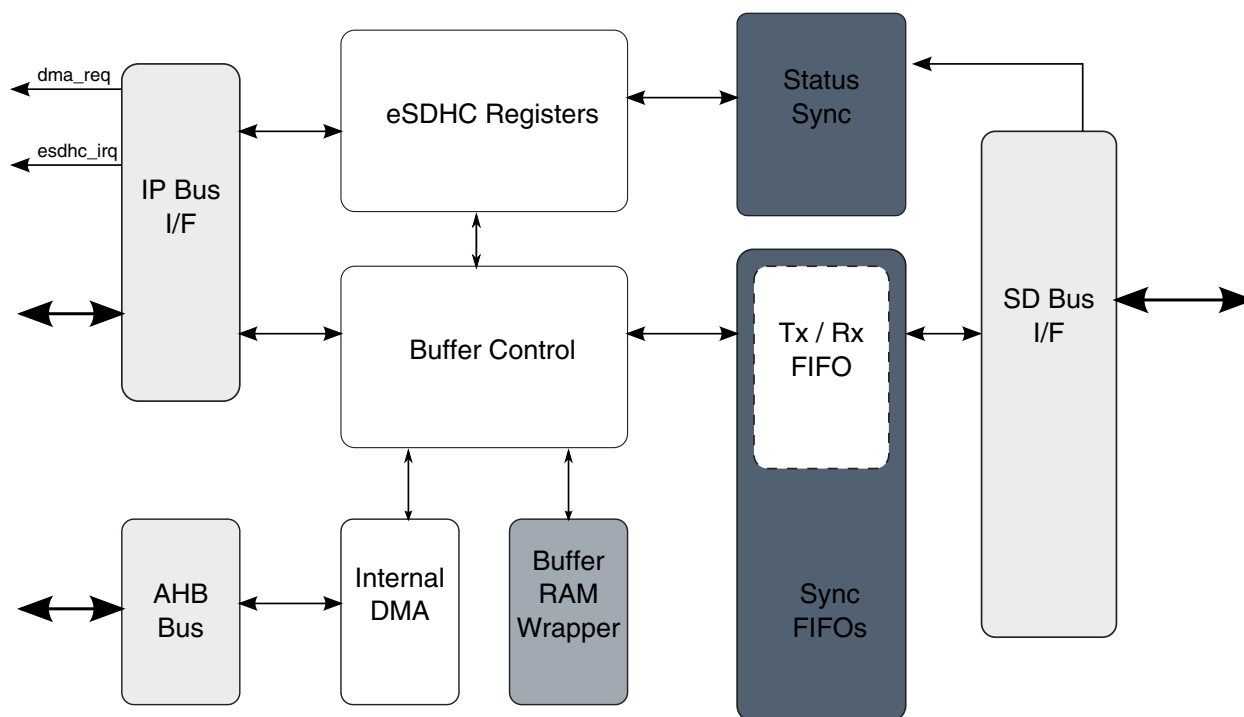 dma_req
esdhc_irq
IP Bus
I/F
eSDHC Registers
Status
Sync
Buffer Control
Tx / Rx
FIFO
SD Bus
I/F
AHB
Bus
Internal
DMA
Buffer
RAM
Wrapper
Sync
FIFOs